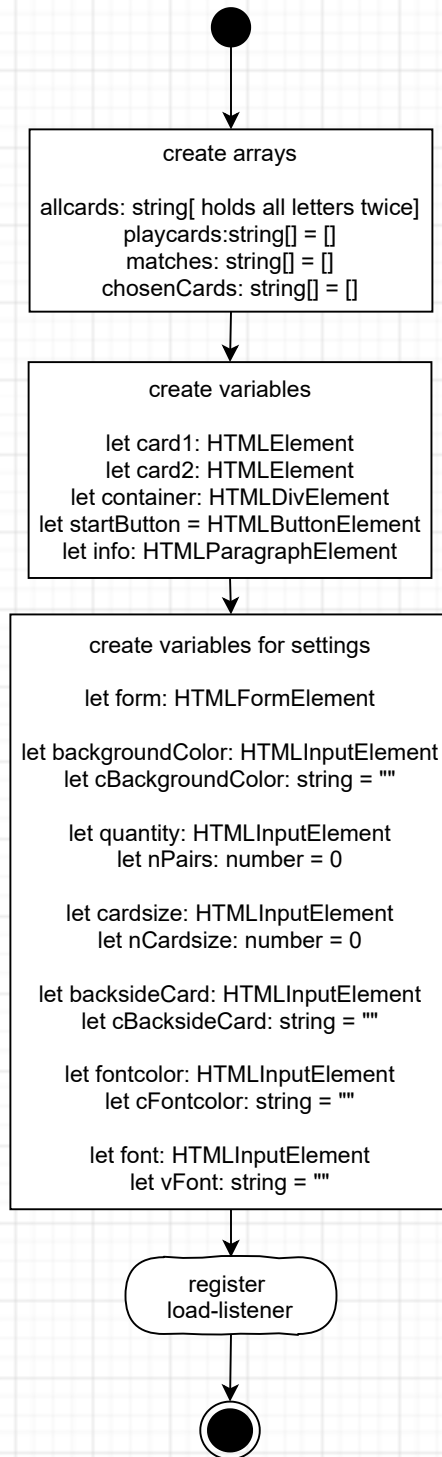 create arrays
allcards: string[ holds all letters twice]
playcards:string[] = []
matches: string[] = []
chosenCards: string[] = []
create variables
let card1: HTMLElement
let card2: HTMLElement
let container: HTMLDivElement
let startButton = HTMLButtonElement
let info: HTMLParagraphElement
create variables for settings
let form: HTMLFormElement
let backgroundColor: HTMLInputElement
let cBackgroundColor: string = ""
let quantity: HTMLInputElement
let nPairs: number = 0
let cardsize: HTMLInputElement
let nCardsize: number = 0
let backsideCard: HTMLInputElement
let cBacksideCard: string = ""
let fontcolor: HTMLInputElement
let cFontcolor: string = ""
let font: HTMLInputElement
let vFont: string = ""
register
load-listener